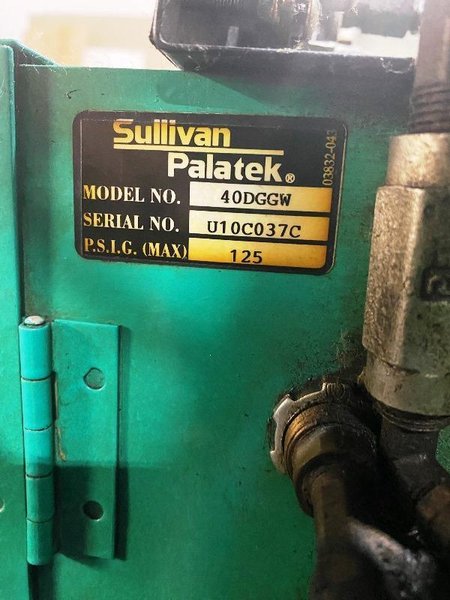 Sullivan
Palatek®
MODEL NO. 40DGGW
SERIAL NO. U10C037C
P.S.I.G. (MAX) 125
03832-043